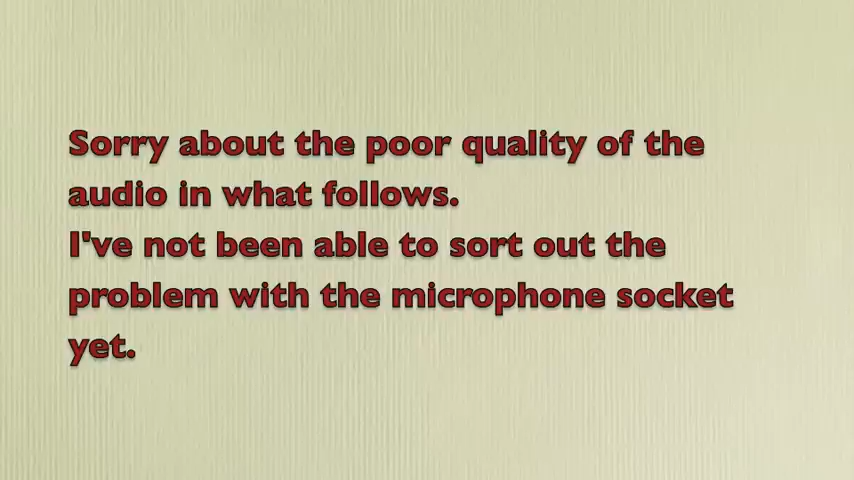 Sorry about the poor quality of the
audio in what follows.
I've not been able to sort out the
problem with the microphone socket
yet.